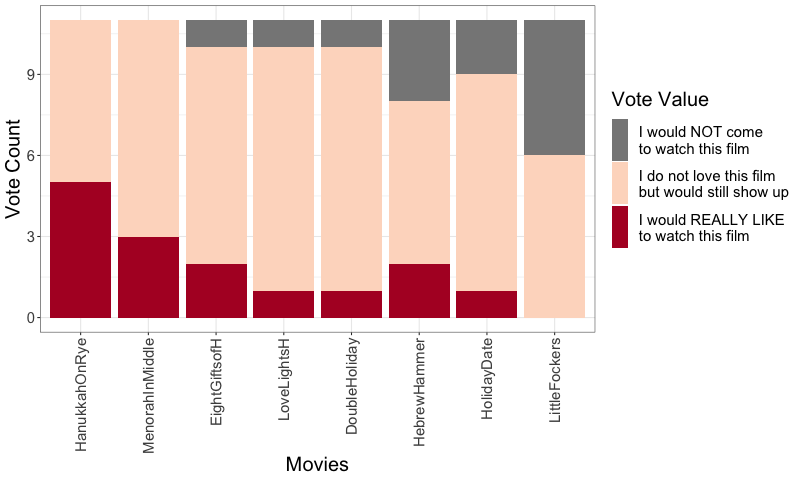 Vote Count
9
6
3
0
HanukkahOnRye
MenorahInMiddle
EightGiftsofH
LoveLightsH
DoubleHoliday
HebrewHammer
HolidayDate
LittleFockers
Movies
Vote Value
I would NOT come
to watch this film
I do not love this film
but would still show up
I would REALLY LIKE
to watch this film